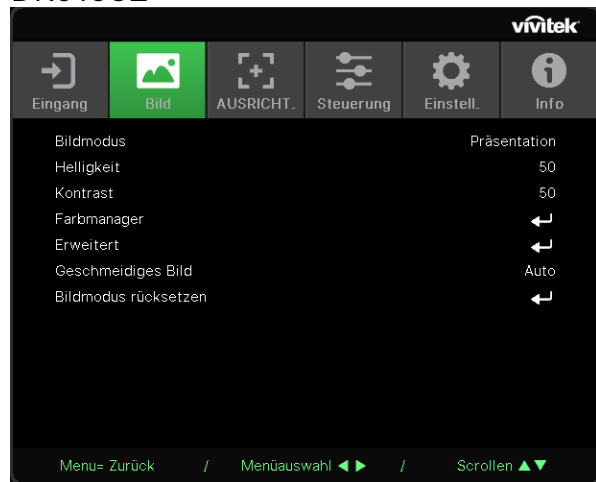 vivitek
Eingang Bild AUSRICHT. Steuerung Einstell. Info
Bildmodus Präsentation
Helligkeit 50
Kontrast 50
Farbmanager
Erweitert
Geschmeidiges Bild Auto
Bildmodus rücksetzen
Menu= Zurück / Menüauswahl ◀ ▶ / Scrollen ▲▼